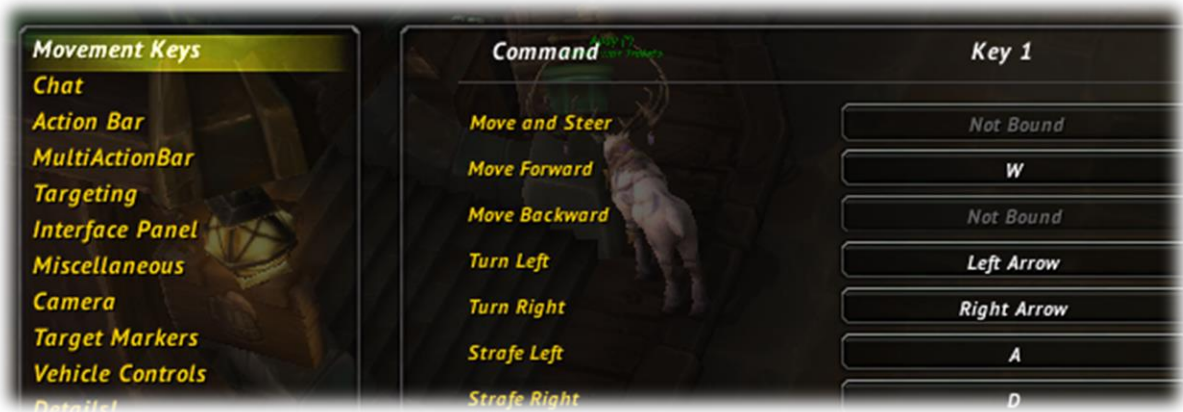 Movement Keys
Chat
Action Bar
MultiActionBar
Targeting
Interface Panel
Miscellaneous
Camera
Target Markers
Vehicle Controls
Details!
Command Key 1
Move and Steer Not Bound
Move Forward W
Move Backward Not Bound
Turn Left Left Arrow
Turn Right Right Arrow
Strafe Left A
Strafe Right D